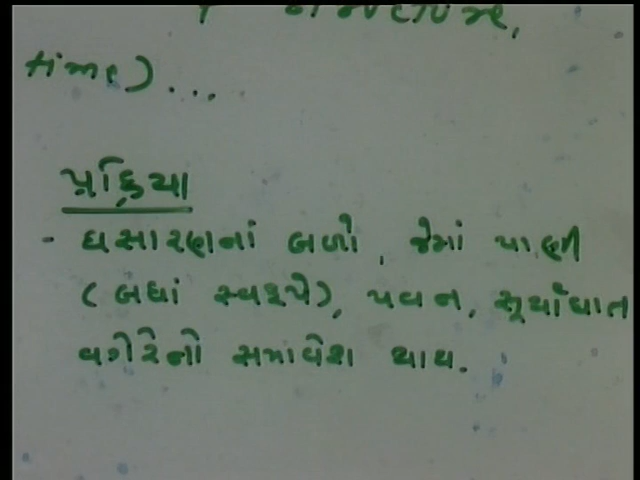 time)...
પ્રક્રિયા
- ઘસારણનાં બળો, જેમાં પાણી
(બધાં સ્વરૂપે), પવન, સૂર્યાઘાત
વગેરેનો સમાવેશ થાય.